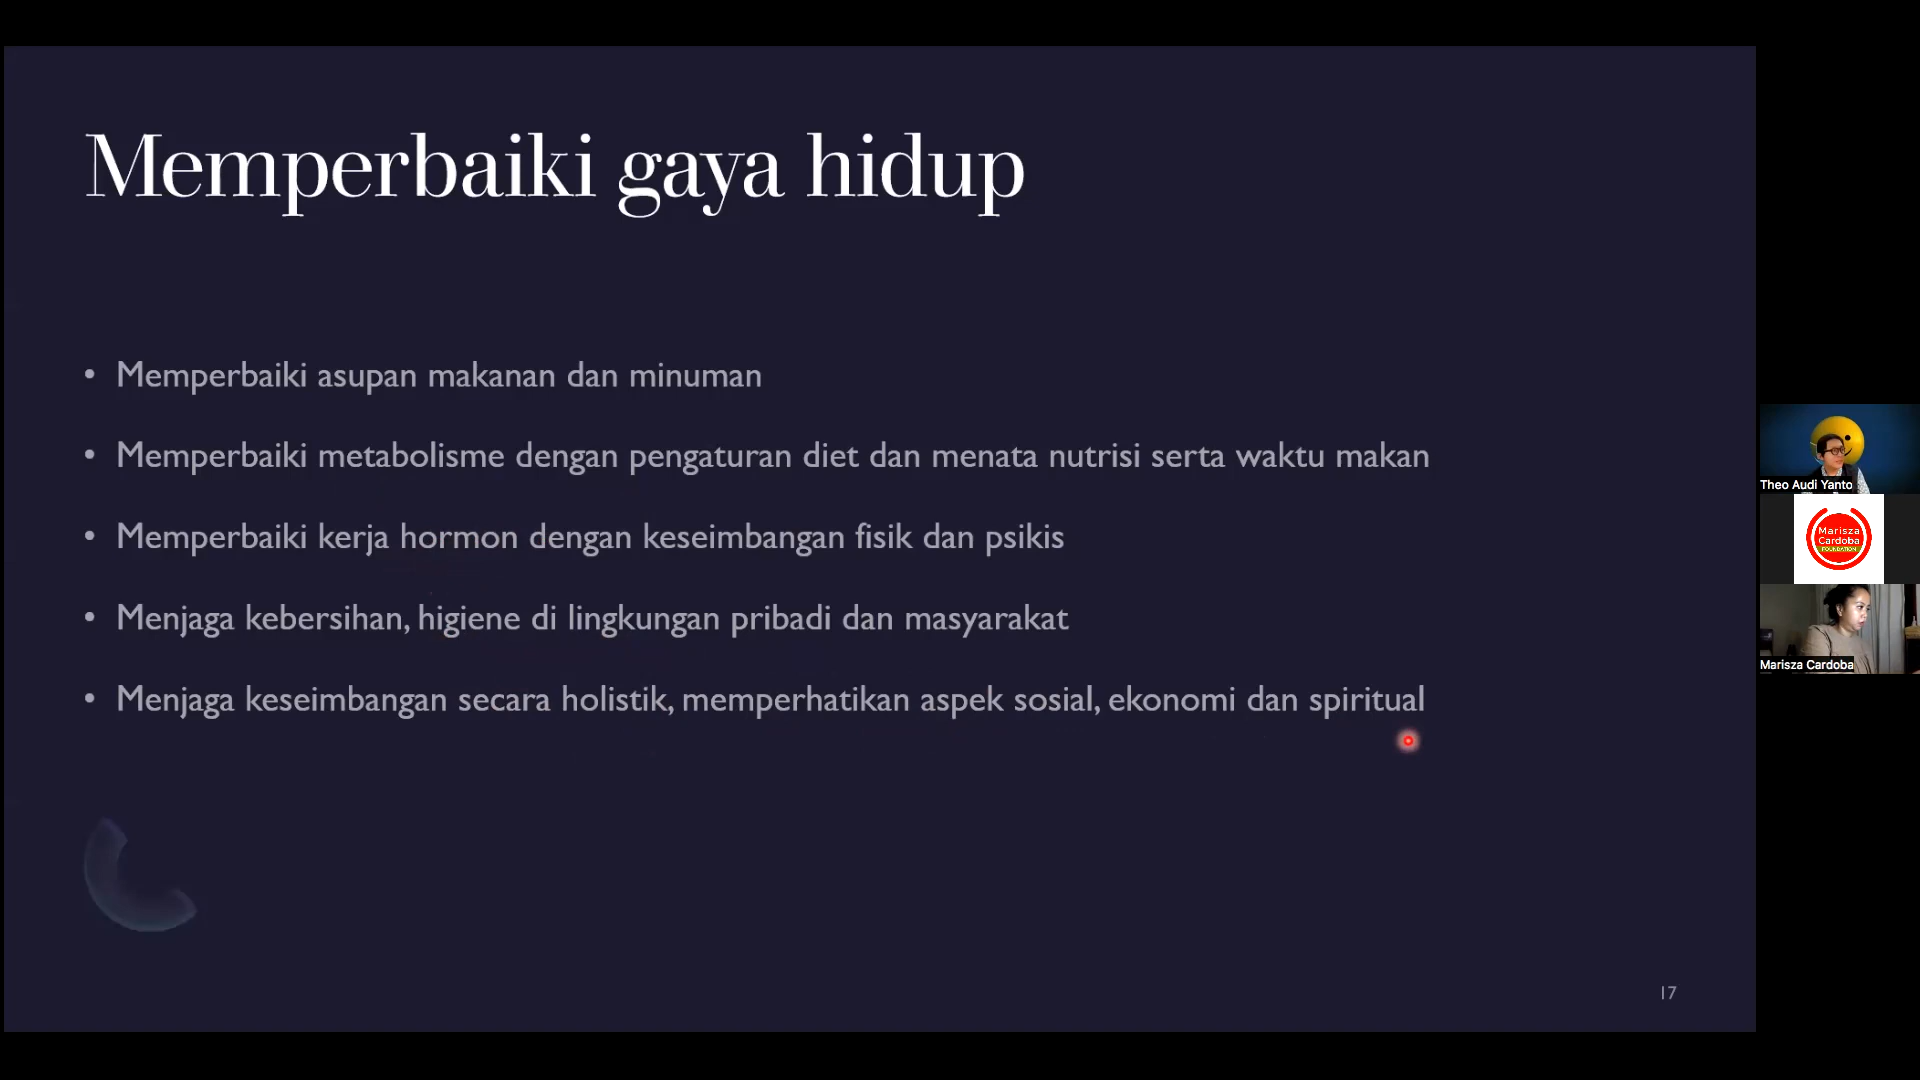 Memperbaiki gaya hidup
• Memperbaiki asupan makanan dan minuman
• Memperbaiki metabolisme dengan pengaturan diet dan menata nutrisi serta waktu makan
• Memperbaiki kerja hormon dengan keseimbangan fisik dan psikis
• Menjaga kebersihan, higiene di lingkungan pribadi dan masyarakat
• Menjaga keseimbangan secara holistik, memperhatikan aspek sosial, ekonomi dan spiritual
17
Theo Audi Yanto
Marisza
Cardoba
FOUNDATION
Marisza Cardoba